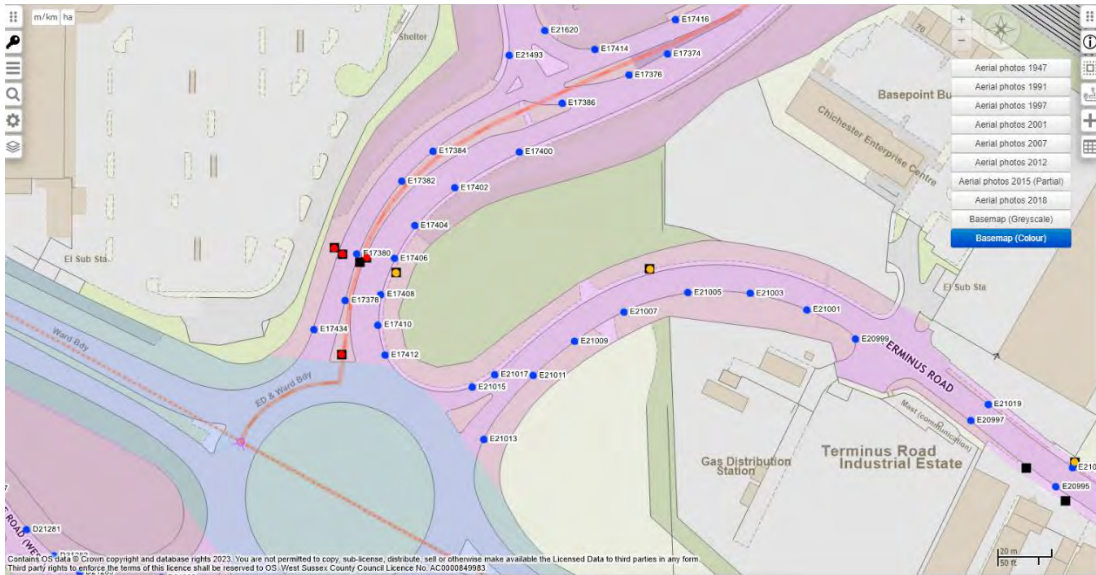 m/km ha
E17416
E21620
E17414
E17374
E21493
E17376
Shelter
E17386
70
Aerial photos 1947
Aerial photos 1991
Basepoint Bu
Aerial photos 1997
Chichester Enterprise Centre
Aerial photos 2001
Aerial photos 2007
Aerial photos 2012
Aerial photos 2015 (Partial)
Aerial photos 2018
Basemap (Greyscale)
Basemap (Colour)
E17384
E17400
E17382
E17402
E17404
E17380
El Sub Sta
E17406
E17408
E21005
E21003
El Sub Sta
E17378
E21001
E21007
E17434
E17410
Ward Bdy
E21009
E20999
E17412
ERMINUS ROAD
ED & Ward Bdy
E21017
E21011
E21015
E21019
Mast (communication)
E20997
E21013
Terminus Road
Industrial Estate
Gas Distribution
Station
E210
E20995
D21281
E ROAD (WES
20 m
50 ft
Contains OS data © Crown copyright and database rights 2023. You are not permitted to copy, sub-license, distribute, sell or otherwise make available the Licensed Data to third parties in any form.
Third party rights to enforce the terms of this licence shall be reserved to OS. West Sussex County Council Licence No. AC0000849983.